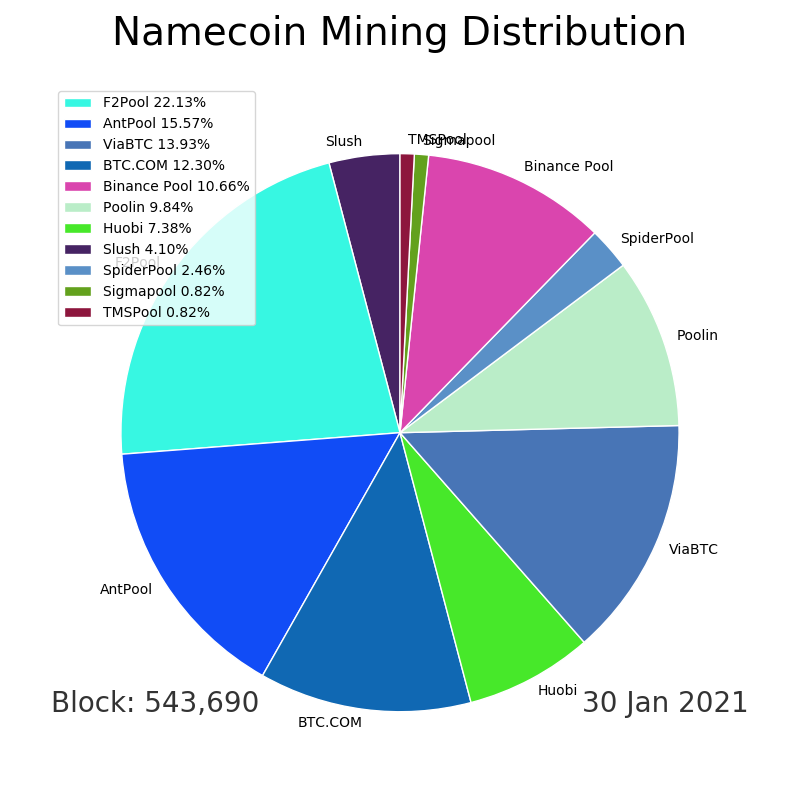 Namecoin Mining Distribution
F2Pool 22.13%
AntPool 15.57%
ViaBTC 13.93%
BTC.COM 12.30%
Binance Pool 10.66%
Poolin 9.84%
Huobi 7.38%
Slush 4.10%
SpiderPool 2.46%
Sigmapool 0.82%
TMSPool 0.82%
Slush
TMSPool
Sigmapool
Binance Pool
SpiderPool
F2Pool
Poolin
ViaBTC
AntPool
Huobi
BTC.COM
Block: 543,690
30 Jan 2021